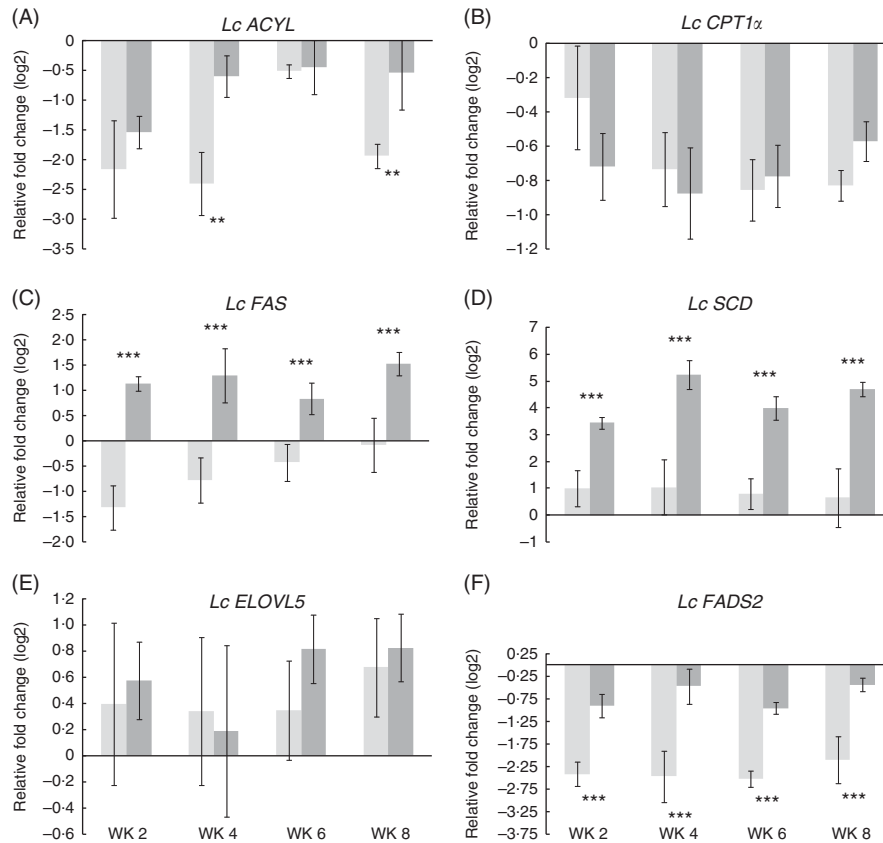 (A)
Lc ACYL
Relative fold change (log2)
0
–0·5
–1·0
–1·5
–2·0
–2·5
–3·0
–3·5
**
**
(B)
Lc CPT1α
Relative fold change (log2)
0
–0·2
–0·4
–0·6
–0·8
–1·0
–1·2
(C)
Lc FAS
Relative fold change (log2)
2·0
1·5
1·0
0·5
0
–0·5
–1·0
–1·5
–2·0
***
***
***
***
(D)
Lc SCD
Relative fold change (log2)
7
6
5
4
3
2
1
0
–1
***
***
***
***
(E)
Lc ELOVL5
Relative fold change (log2)
1·2
1·0
0·8
0·6
0·4
0·2
0
–0·2
–0·4
–0·6
WK 2
WK 4
WK 6
WK 8
(F)
Lc FADS2
Relative fold change (log2)
0·25
–0·25
–0·75
–1·25
–1·75
–2·25
–2·75
–3·25
–3·75
***
***
***
***
WK 2
WK 4
WK 6
WK 8